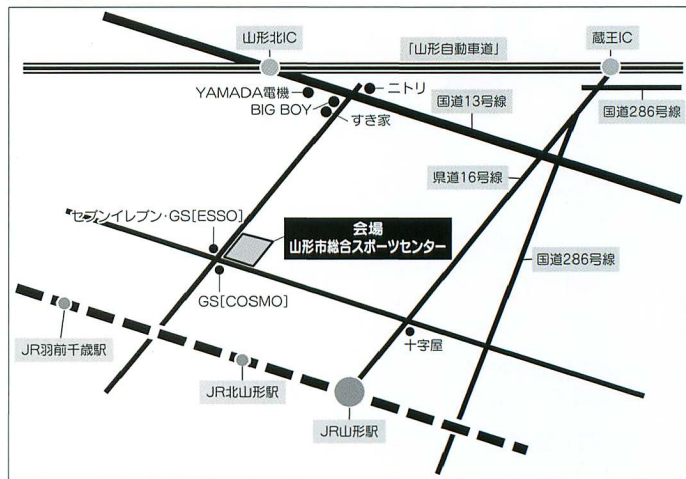 山形北IC
「山形自動車道」
蔵王IC
YAMADA電機
ニトリ
BIG BOY
すき家
国道13号線
国道286号線
県道16号線
セブンイレブン・GS[ESSO]
会場
山形市総合スポーツセンター
国道286号線
GS[COSMO]
JR羽前千歳駅
十字屋
JR北山形駅
JR山形駅